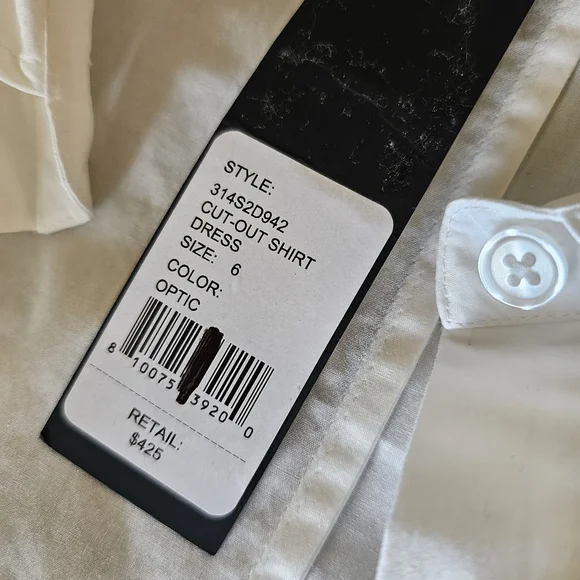 STYLE:
314S2D942
CUT-OUT SHIRT
DRESS
SIZE: 6
COLOR:
OPTIC
8 10075 3920 0
RETAIL:
$425